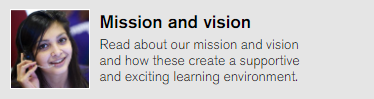 Mission and vision
Read about our mission and vision
and how these create a supportive
and exciting learning environment.